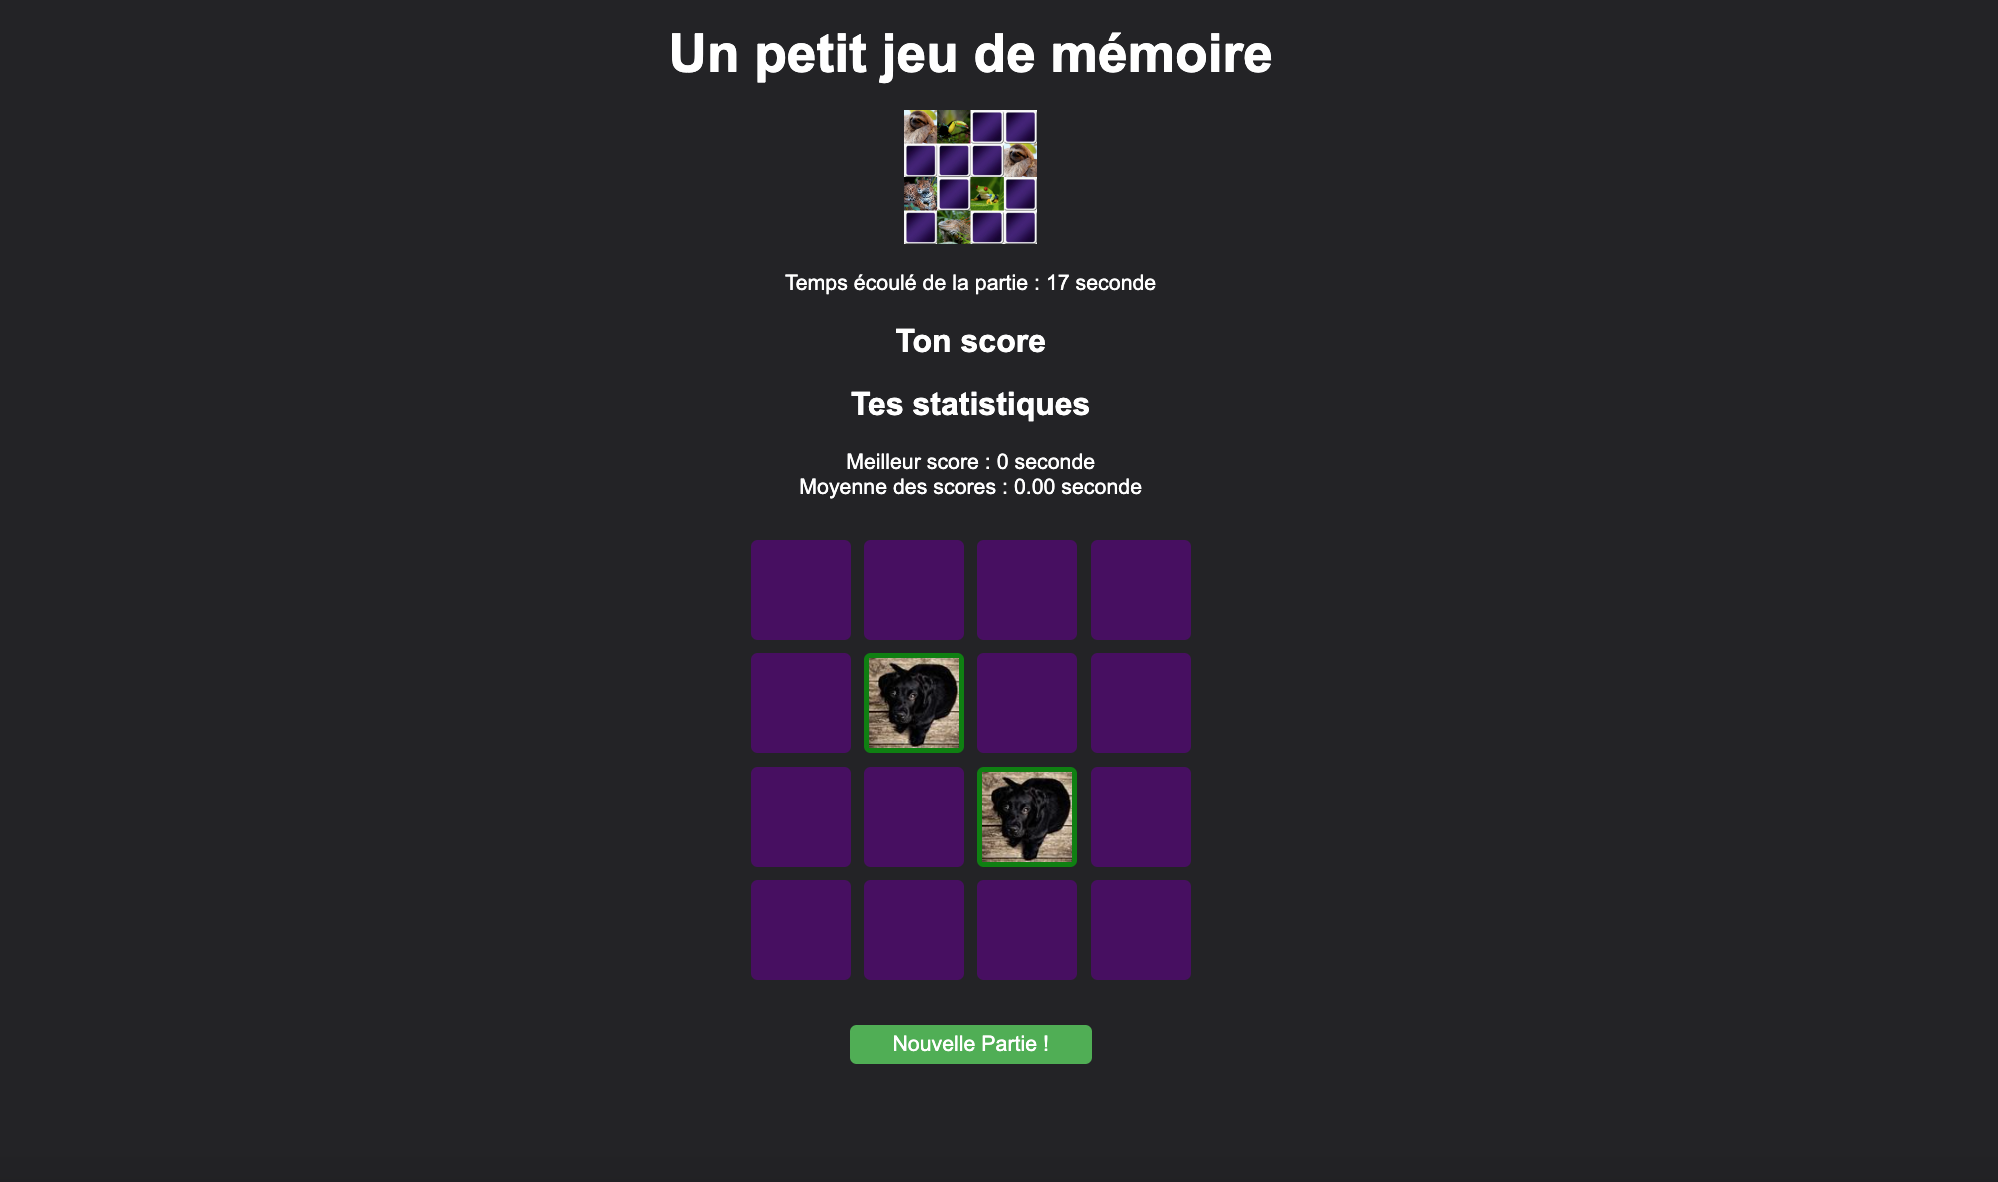 Un petit jeu de mémoire
Temps écoulé de la partie : 17 seconde
Ton score
Tes statistiques
Meilleur score : 0 seconde
Moyenne des scores : 0.00 seconde
Nouvelle Partie !